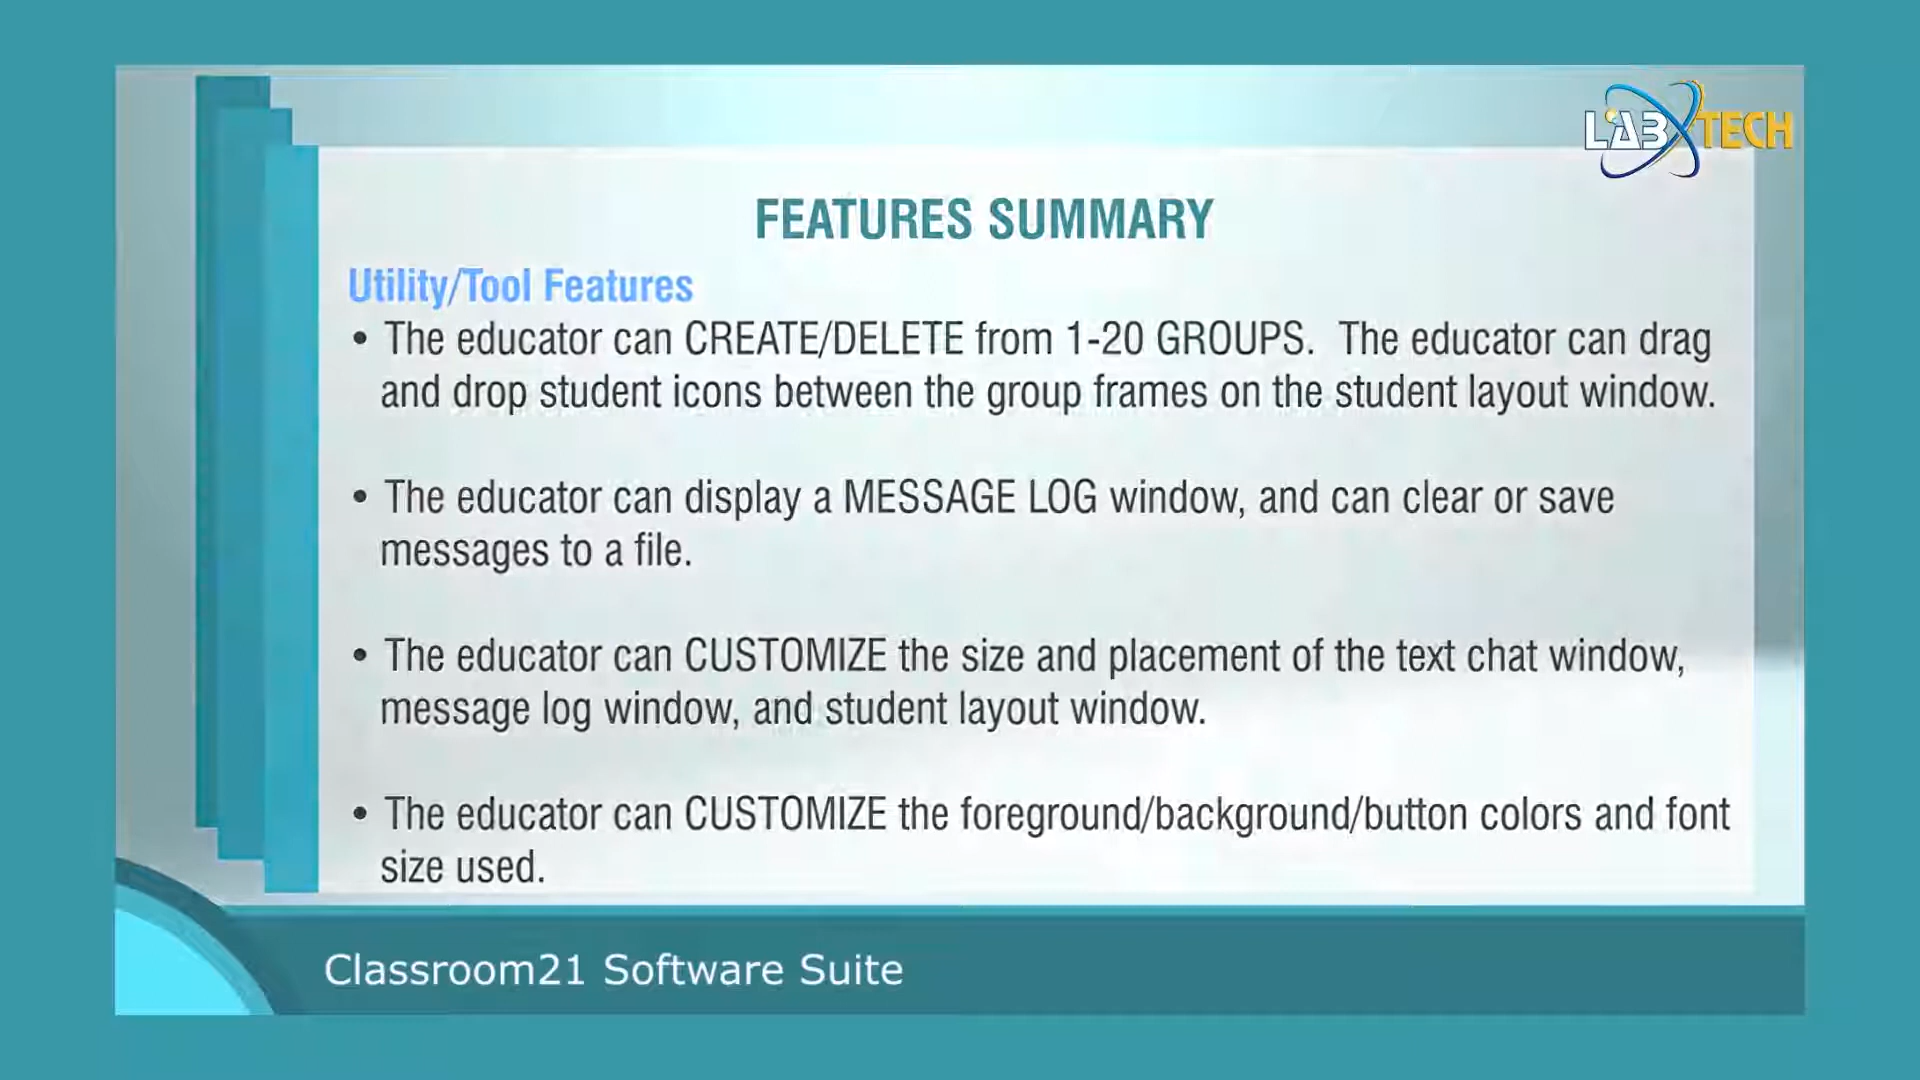 LABXTECH
FEATURES SUMMARY
Utility/Tool Features
• The educator can CREATE/DELETE from 1-20 GROUPS.  The educator can drag
and drop student icons between the group frames on the student layout window.
• The educator can display a MESSAGE LOG window, and can clear or save
messages to a file.
• The educator can CUSTOMIZE the size and placement of the text chat window,
message log window, and student layout window.
• The educator can CUSTOMIZE the foreground/background/button colors and font
size used.
Classroom21 Software Suite